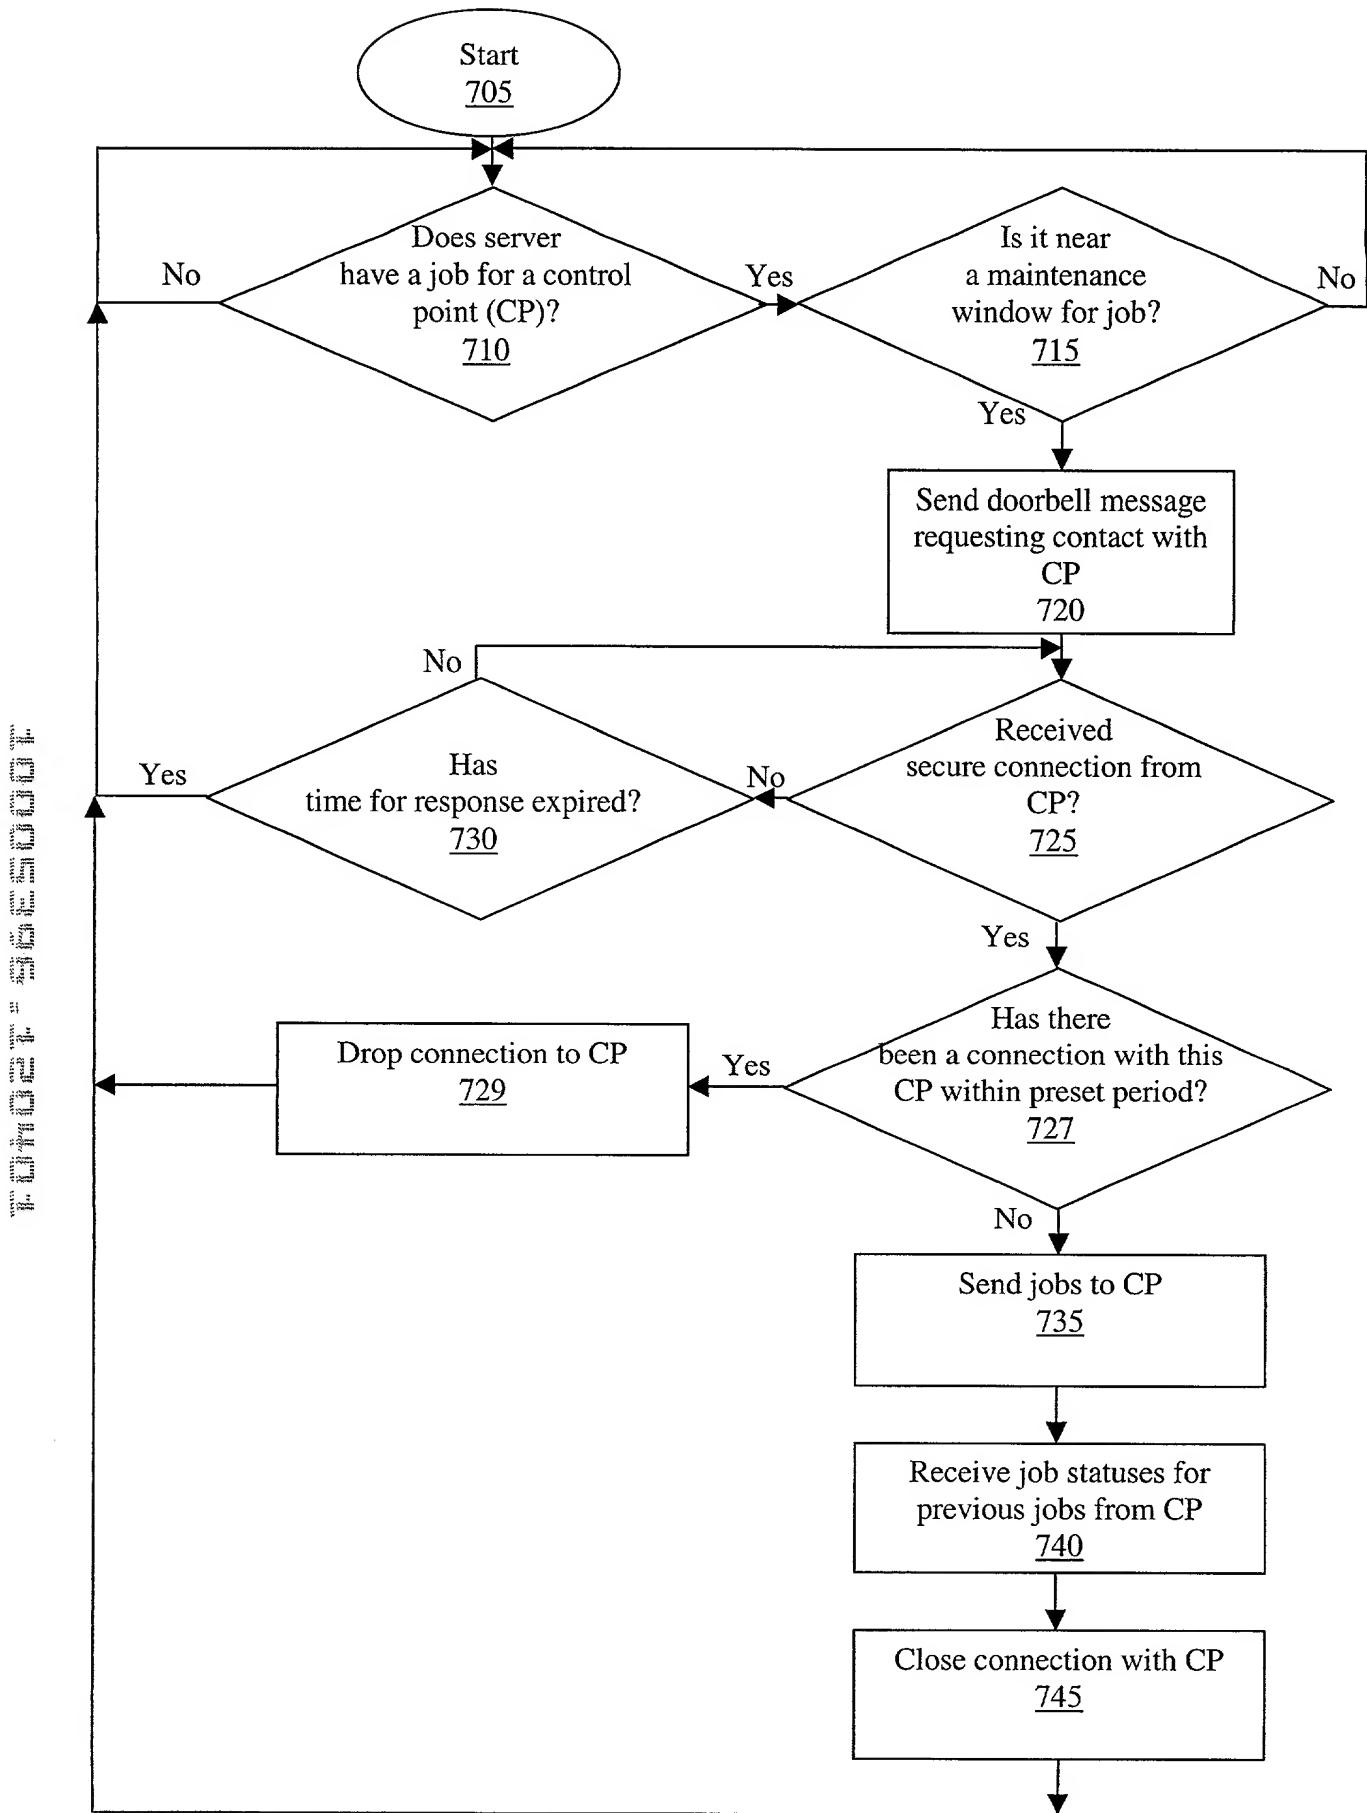 Start
705
Does server
have a job for a control
point (CP)?
710
No
Yes
Is it near
a maintenance
window for job?
715
No
Yes
Send doorbell message
requesting contact with
CP
720
No
Has
time for response expired?
730
Yes
No
Received
secure connection from
CP?
725
Yes
Has there
been a connection with this
CP within preset period?
727
Yes
Drop connection to CP
729
No
Send jobs to CP
735
Receive job statuses for
previous jobs from CP
740
Close connection with CP
745